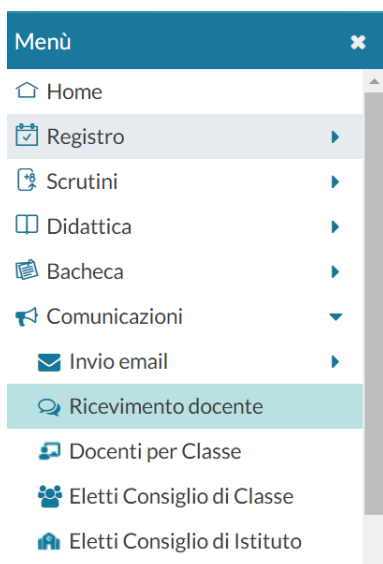 Menù
Home
Registro
Scrutini
Didattica
Bacheca
Comunicazioni
Invio email
Ricevimento docente
Docenti per Classe
Eletti Consiglio di Classe
Eletti Consiglio di Istituto